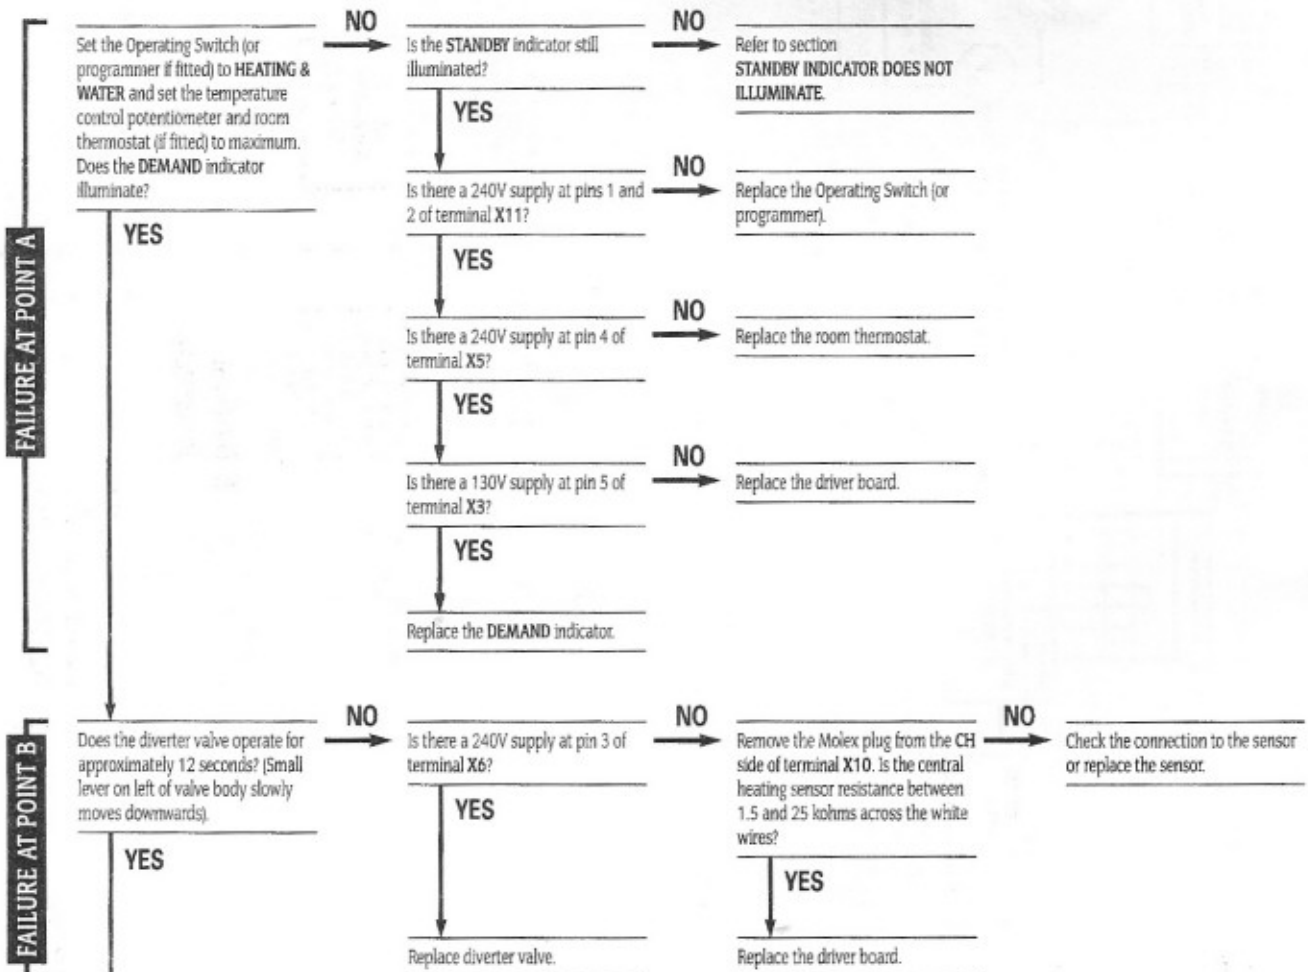 FAILURE AT POINT A
Set the Operating Switch (or
programmer if fitted) to HEATING &
WATER and set the temperature
control potentiometer and room
thermostat (if fitted) to maximum.
Does the DEMAND indicator
illuminate?
NO
Is the STANDBY indicator still
illuminated?
NO
Refer to section
STANDBY INDICATOR DOES NOT
ILLUMINATE.
YES
Is there a 240V supply at pins 1 and
2 of terminal X11?
NO
Replace the Operating Switch (or
programmer).
YES
Is there a 240V supply at pin 4 of
terminal X5?
NO
Replace the room thermostat.
YES
Is there a 130V supply at pin 5 of
terminal X3?
NO
Replace the driver board.
YES
Replace the DEMAND indicator.
YES
FAILURE AT POINT B
Does the diverter valve operate for
approximately 12 seconds? (Small
lever on left of valve body slowly
moves downwards).
NO
Is there a 240V supply at pin 3 of
terminal X6?
NO
Remove the Molex plug from the CH
side of terminal X10. Is the central
heating sensor resistance between
1.5 and 25 kohms across the white
wires?
NO
Check the connection to the sensor
or replace the sensor.
YES
YES
YES
Replace diverter valve.
Replace the driver board.